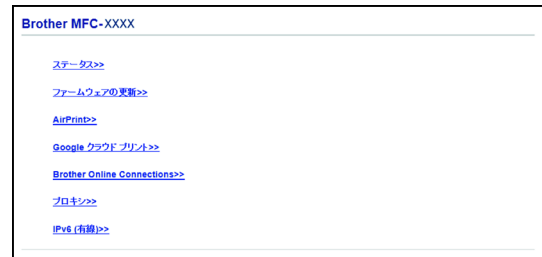 Brother MFC-XXXX
ステータス>>
ファームウェアの更新>>
AirPrint>>
Google クラウド プリント>>
Brother Online Connections>>
プロキシ>>
IPv6 (有線)>>